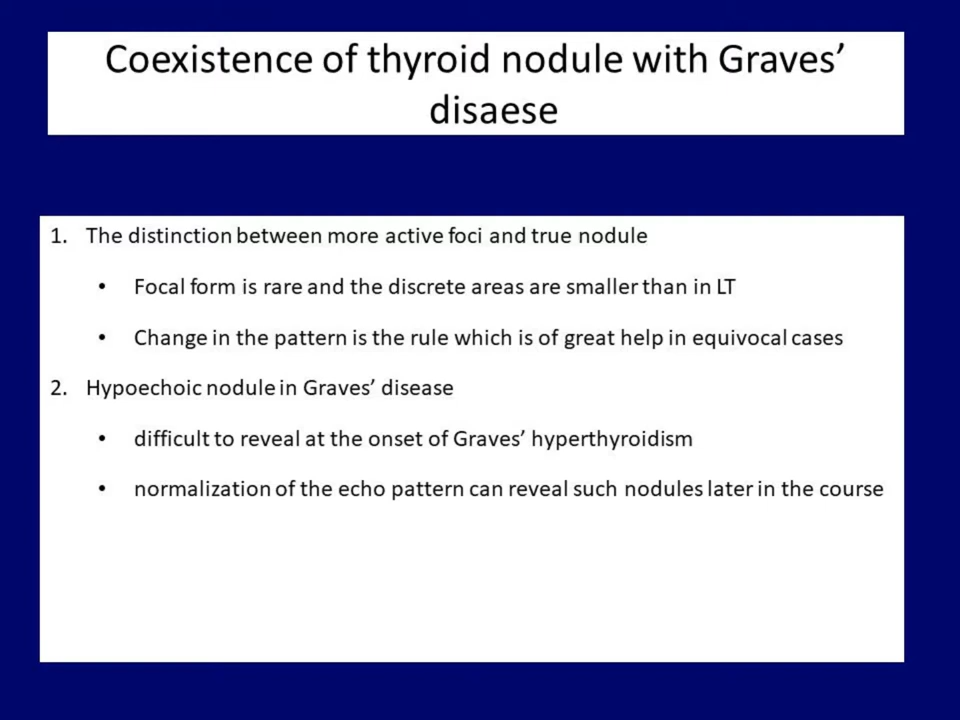 Coexistence of thyroid nodule with Graves’
disaese
1. The distinction between more active foci and true nodule
• Focal form is rare and the discrete areas are smaller than in LT
• Change in the pattern is the rule which is of great help in equivocal cases
2. Hypoechoic nodule in Graves’ disease
• difficult to reveal at the onset of Graves’ hyperthyroidism
• normalization of the echo pattern can reveal such nodules later in the course